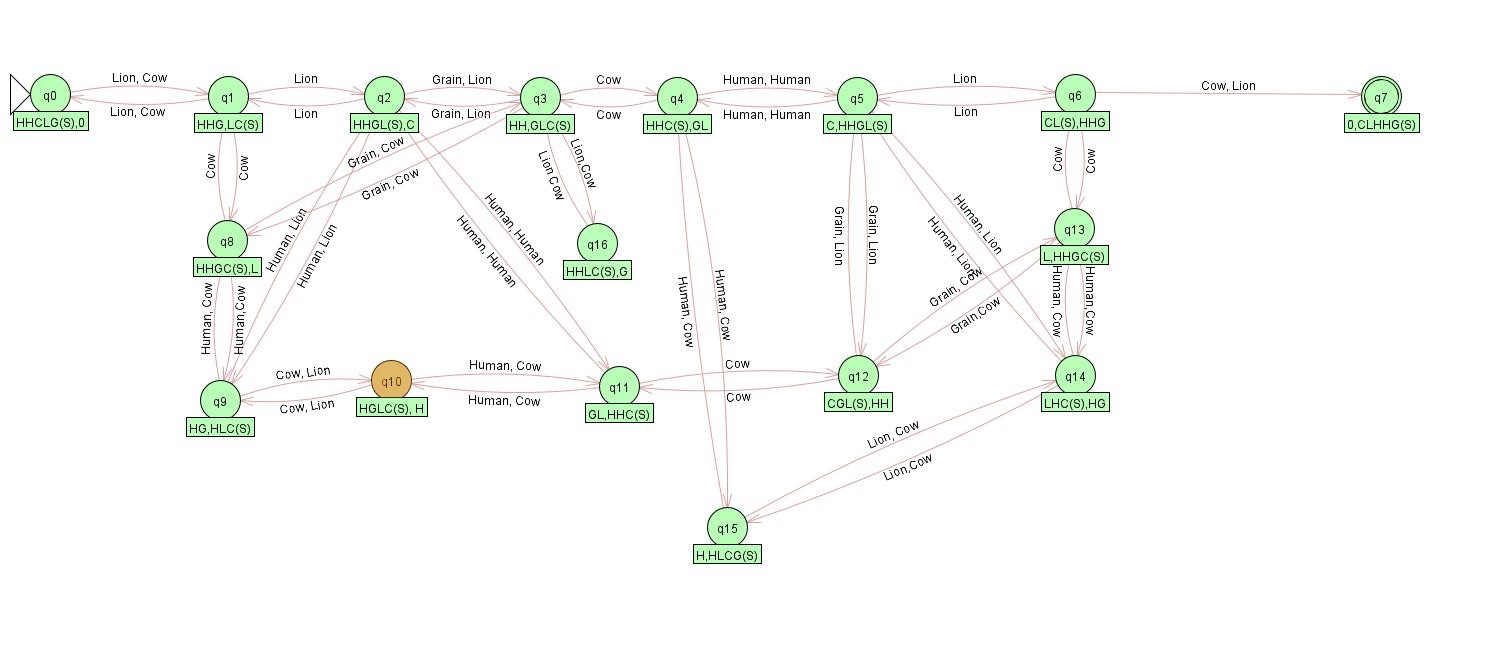 Lion, Cow
Lion
Grain, Lion
Cow
Human, Human
Lion
Cow, Lion
q0
q1
q2
q3
q4
q5
q6
q7
Lion, Cow
Lion
Grain, Lion
Cow
Human, Human
Lion
HHCLG(S),0
HHG,LC(S)
HHGL(S),C
HH,GLC(S)
HHC(S),GL
C,HHGL(S)
CL(S),HHG
0,CLHHG(S)
Cow
Cow
Grain, Cow
Grain, Cow
Lion Cow
Lion,Cow
Cow
Cow
q8
HHGC(S),L
Human, Lion
Human, Lion
Human, Human
Human, Human
q16
HHLC(S),G
Grain, Lion
Grain, Lion
Human, Lion
Human, Lion
q13
L,HHGC(S)
Human, Cow
Human,Cow
Human, Cow
Human, Cow
Grain, Cow
Grain,Cow
Human, Cow
Human,Cow
Cow, Lion
q10
Human, Cow
q11
Cow
q12
q14
q9
Cow, Lion
HGLC(S), H
Human, Cow
GL,HHC(S)
Cow
CGL(S),HH
LHC(S),HG
HG,HLC(S)
Lion, Cow
Lion,Cow
q15
H,HLCG(S)